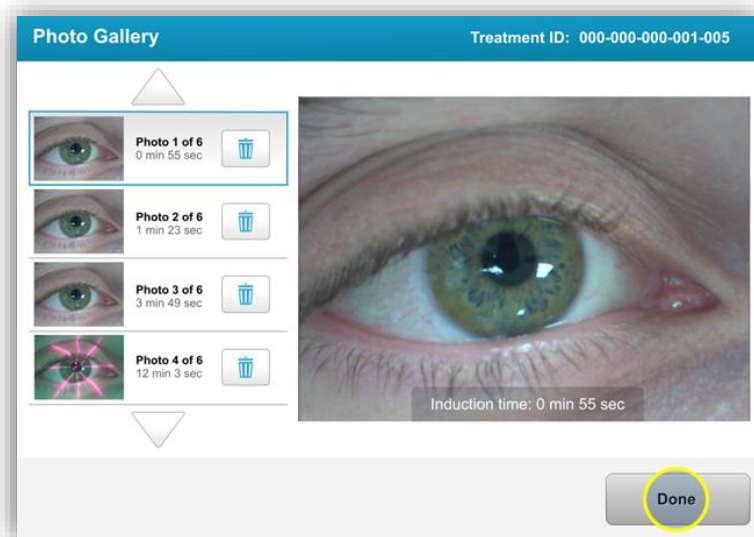 Photo Gallery
Treatment ID: 000-000-000-001-005
Photo 1 of 6
0 min 55 sec
Photo 2 of 6
1 min 23 sec
Photo 3 of 6
3 min 49 sec
Photo 4 of 6
12 min 3 sec
Induction time: 0 min 55 sec
Done